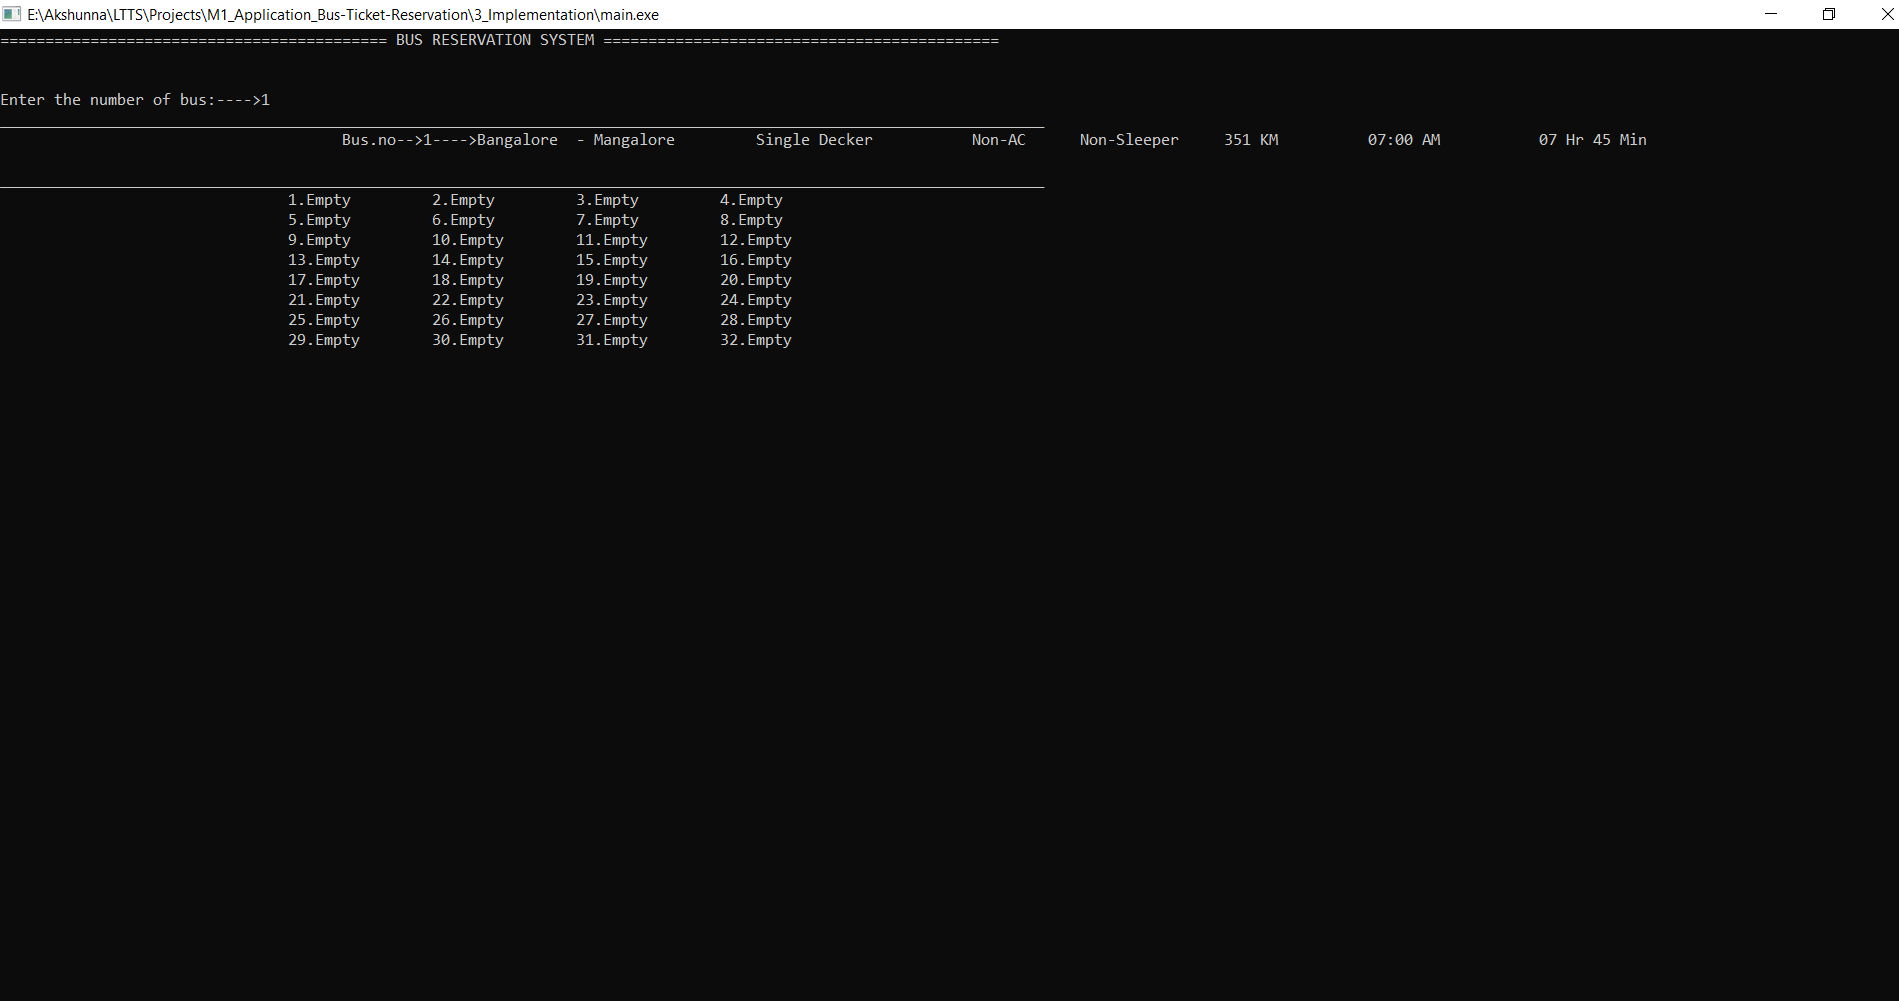 E:\Akshunna\LTTS\Projects\M1_Application_Bus-Ticket-Reservation\3_Implementation\main.exe
=========================================== BUS RESERVATION SYSTEM ============================================
Enter the number of bus:---->1
____________________________________________________________________________________________________________________
Bus.no-->1---->Bangalore  - Mangalore         Single Decker           Non-AC      Non-Sleeper     351 KM          07:00 AM           07 Hr 45 Min
____________________________________________________________________________________________________________________
1.Empty         2.Empty         3.Empty         4.Empty
5.Empty         6.Empty         7.Empty         8.Empty
9.Empty         10.Empty        11.Empty        12.Empty
13.Empty        14.Empty        15.Empty        16.Empty
17.Empty        18.Empty        19.Empty        20.Empty
21.Empty        22.Empty        23.Empty        24.Empty
25.Empty        26.Empty        27.Empty        28.Empty
29.Empty        30.Empty        31.Empty        32.Empty